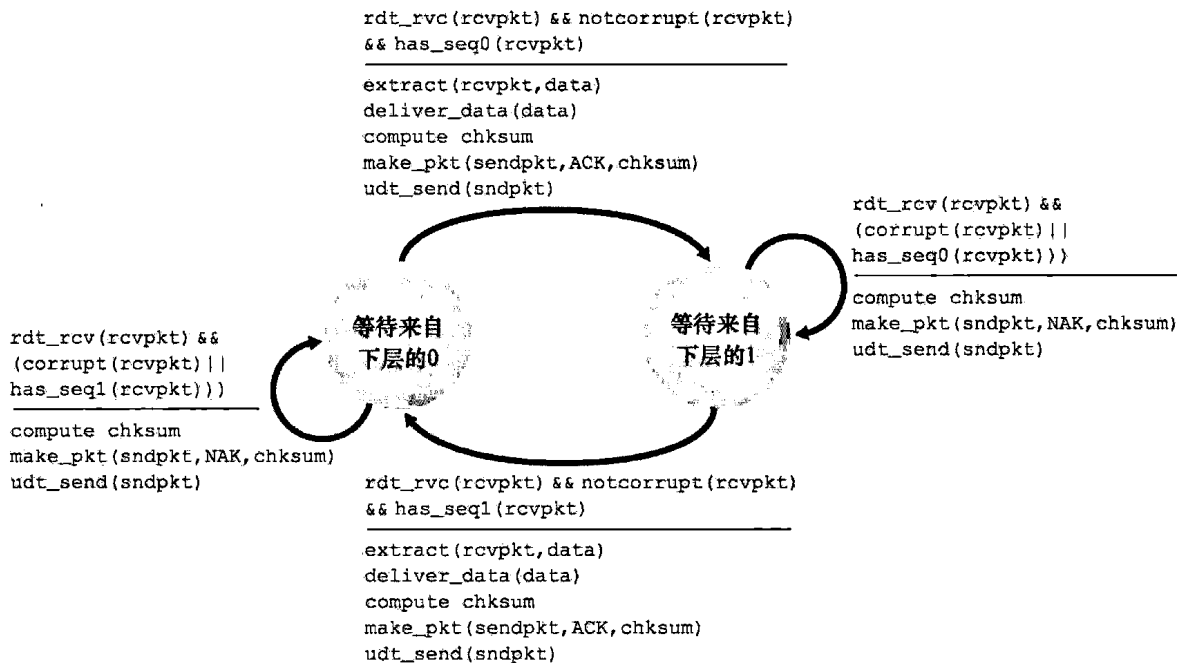 rdt_rvc(rcvpkt) && notcorrupt(rcvpkt)
&& has_seq0(rcvpkt)
extract(rcvpkt,data)
deliver_data(data)
compute chksum
make_pkt(sendpkt,ACK,chksum)
udt_send(sndpkt)
rdt_rcv(rcvpkt) &&
(corrupt(rcvpkt)||
has_seq0(rcvpkt)))
compute chksum
make_pkt(sndpkt,NAK,chksum)
udt_send(sndpkt)
等待来自
下层的0
等待来自
下层的1
rdt_rcv(rcvpkt) &&
(corrupt(rcvpkt)||
has_seq1(rcvpkt)))
compute chksum
make_pkt(sndpkt,NAK,chksum)
udt_send(sndpkt)
rdt_rvc(rcvpkt) && notcorrupt(rcvpkt)
&& has_seq1(rcvpkt)
extract(rcvpkt,data)
deliver_data(data)
compute chksum
make_pkt(sendpkt,ACK,chksum)
udt_send(sndpkt)